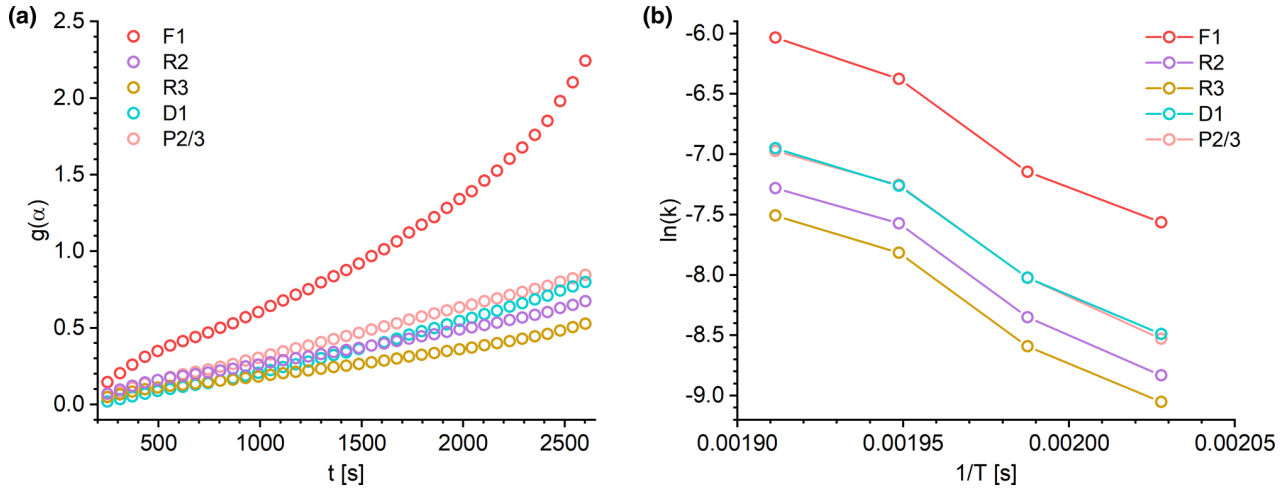 (a)
g(α)
2.5
2.0
1.5
1.0
0.5
0.0
F1
R2
R3
D1
P2/3
500
1000
1500
2000
2500
t [s]
(b)
ln(k)
-6.0
-6.5
-7.0
-7.5
-8.0
-8.5
-9.0
F1
R2
R3
D1
P2/3
0.00190
0.00195
0.00200
0.00205
1/T [s]